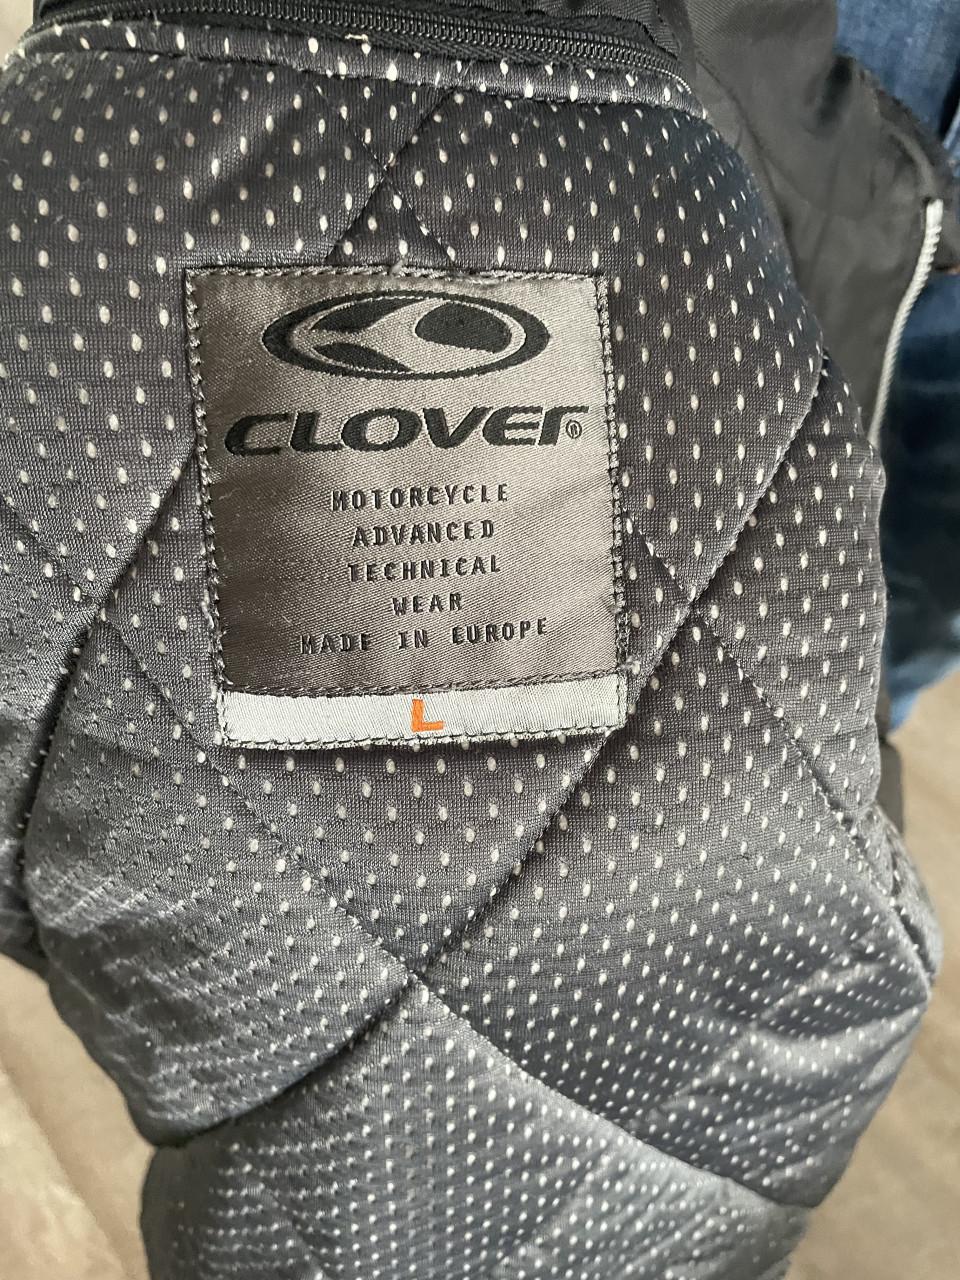 CLOVER®
MOTORCYCLE
ADVANCED
TECHNICAL
WEAR
MADE IN EUROPE
L